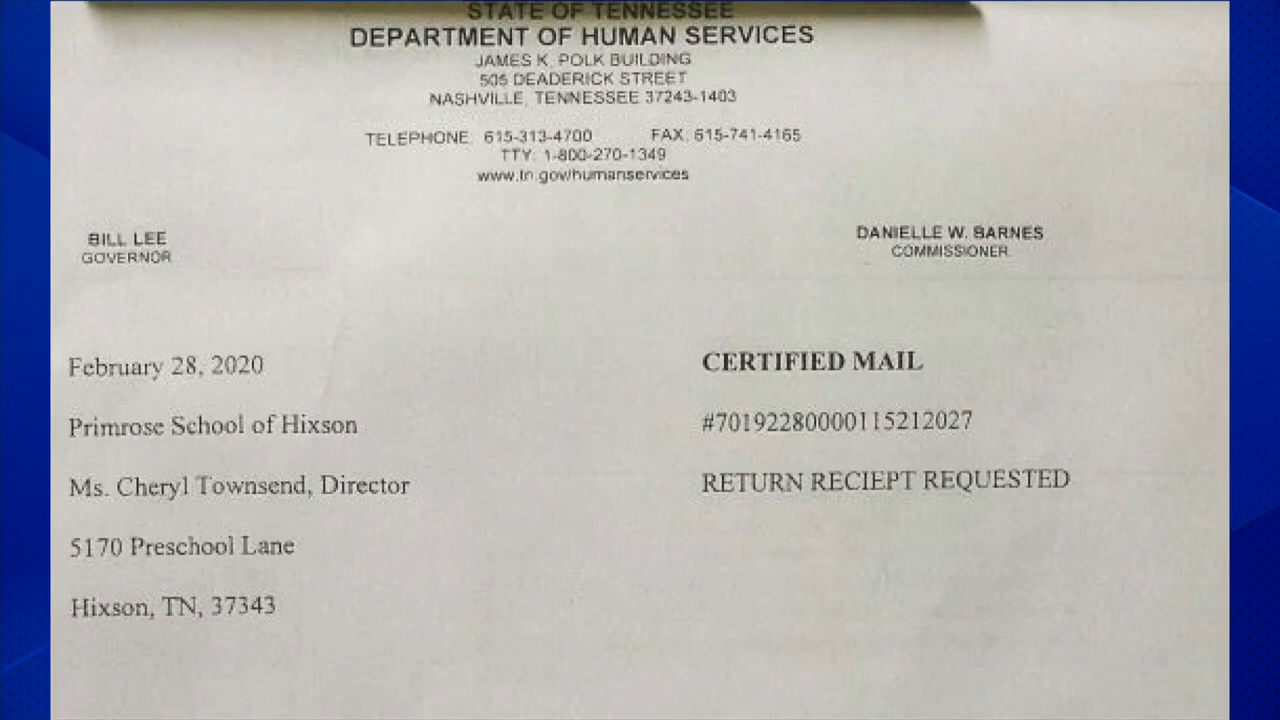 STATE OF TENNESSEE
DEPARTMENT OF HUMAN SERVICES
JAMES K. POLK BUILDING
505 DEADERICK STREET
NASHVILLE, TENNESSEE 37243-1403
TELEPHONE: 615-313-4700 FAX: 615-741-4165
TTY: 1-800-270-1349
www.tn.gov/humanservices
BILL LEE
GOVERNOR
DANIELLE W. BARNES
COMMISSIONER
February 28, 2020
CERTIFIED MAIL
Primrose School of Hixson
#70192280000115212027
Ms. Cheryl Townsend, Director
RETURN RECIEPT REQUESTED
5170 Preschool Lane
Hixson, TN, 37343